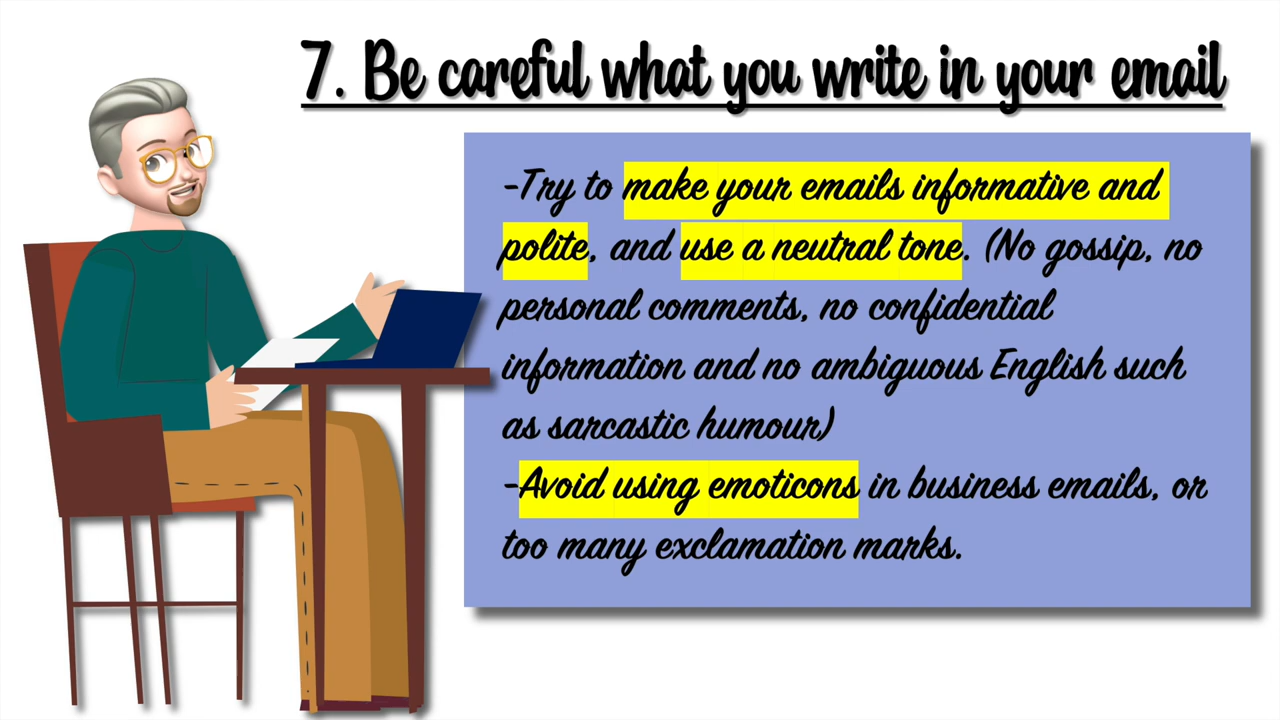 7. Be careful what you write in your email
-Try to make your emails informative and
polite, and use a neutral tone. (No gossip, no
personal comments, no confidential
information and no ambiguous English such
as sarcastic humour)
-Avoid using emoticons in business emails, or
too many exclamation marks.